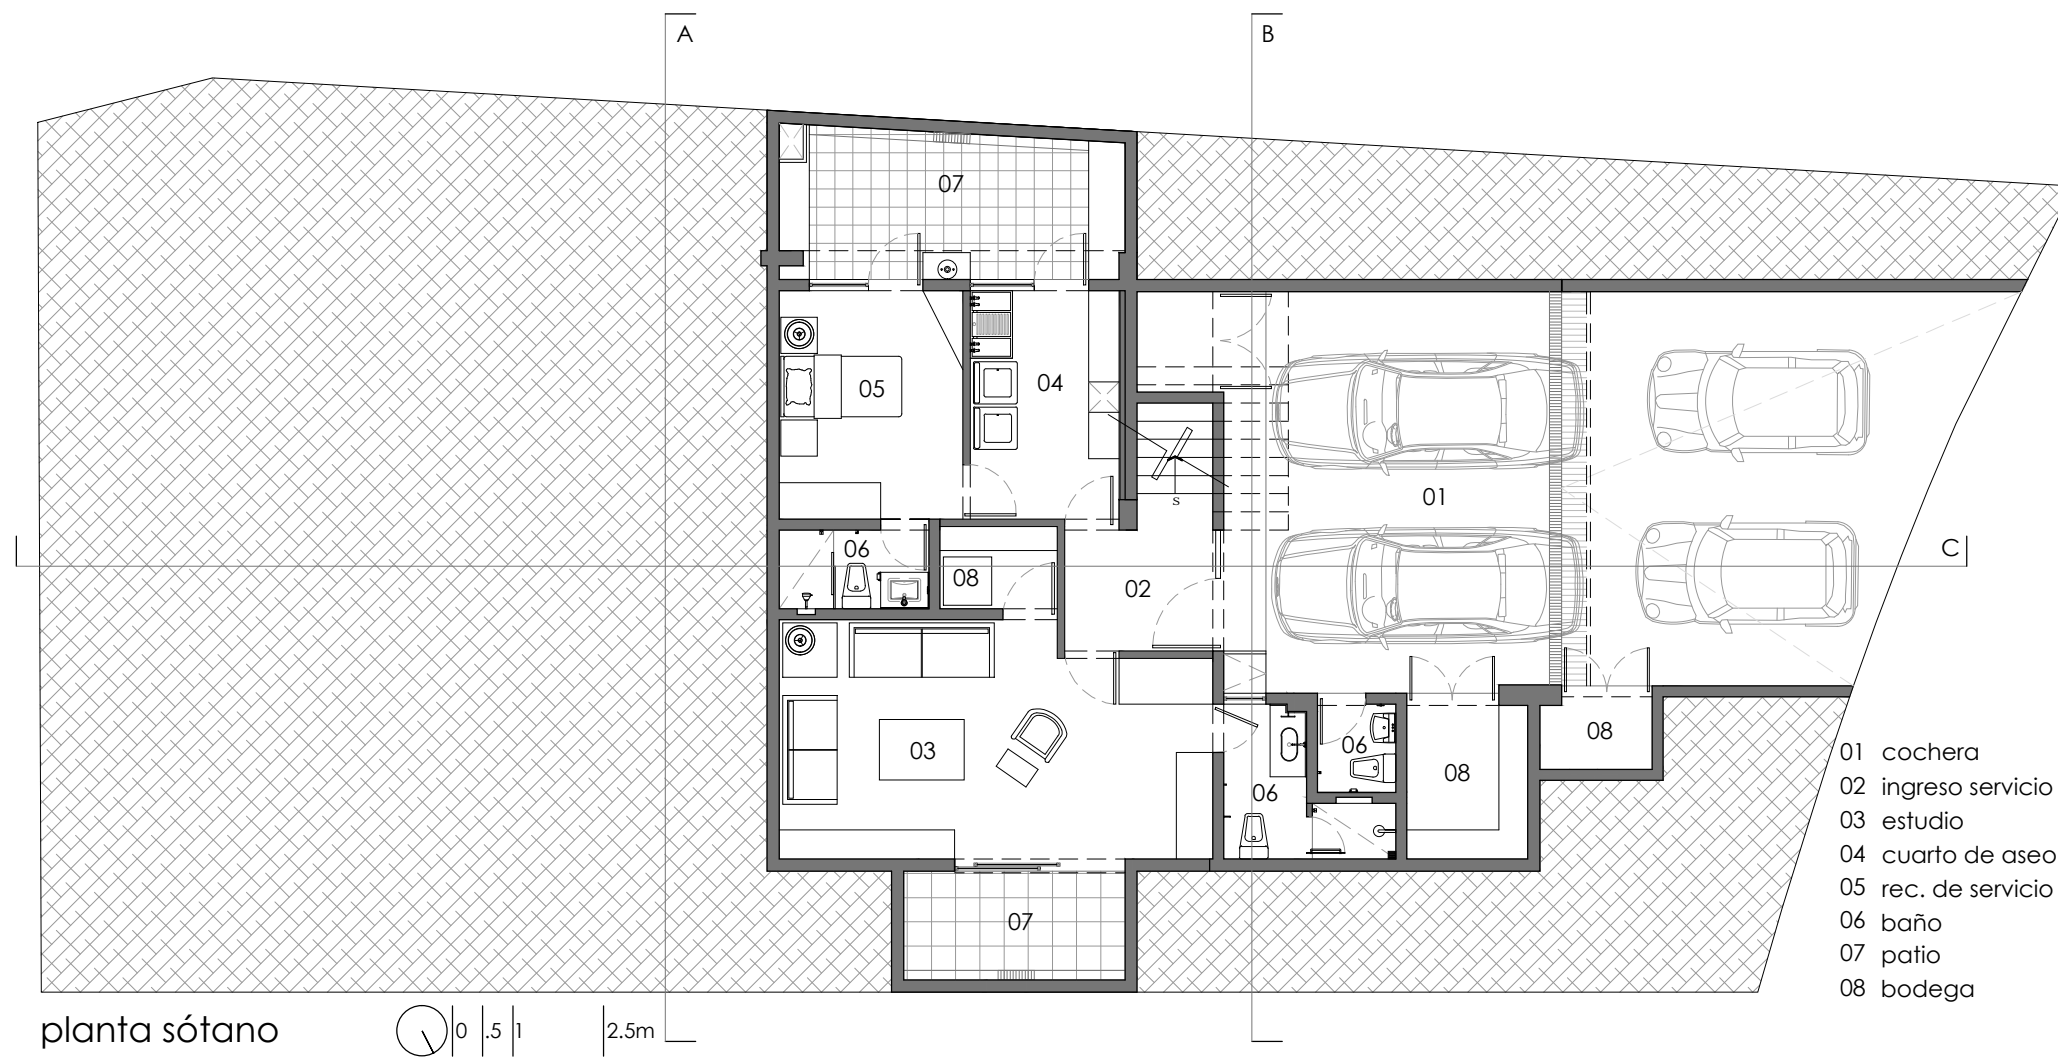 A
B
07
05
04
01
S
06
08
02
C
03
06
06
08
08
07
01 cochera
02 ingreso servicio
03 estudio
04 cuarto de aseo
05 rec. de servicio
06 baño
07 patio
08 bodega
planta sótano
0 .5 1 2.5m